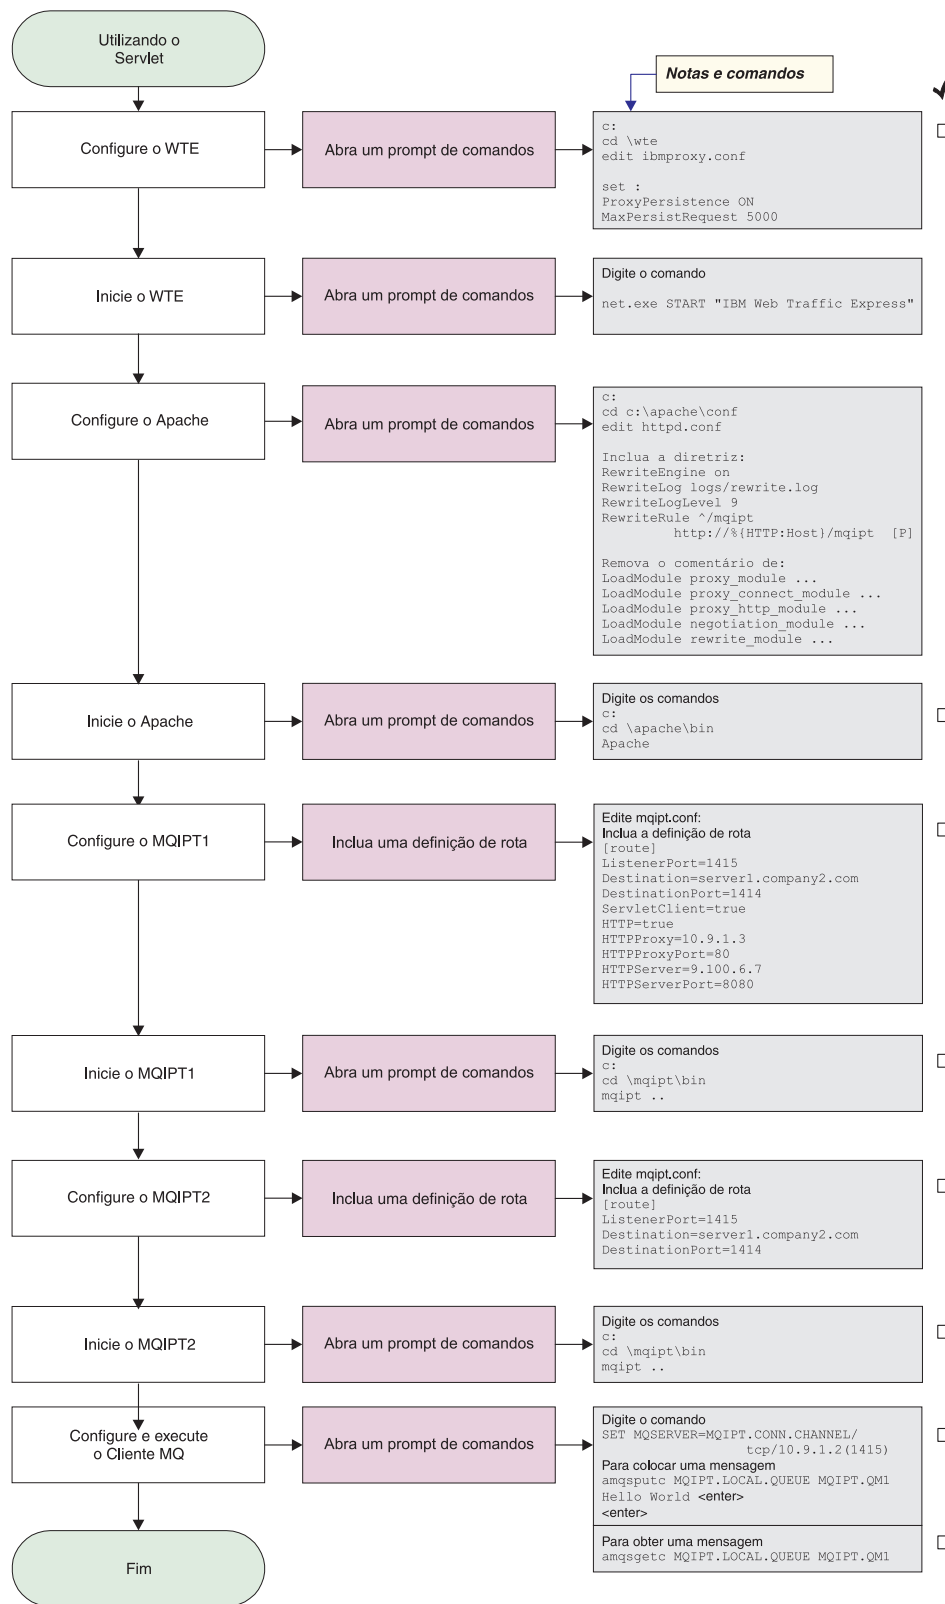 Utilizando o
Servlet
Notas e comandos
Configure o WTE
Abra um prompt de comandos
c:
cd \wte
edit ibmproxy.conf
set :
ProxyPersistence ON
MaxPersistRequest 5000
Inicie o WTE
Abra um prompt de comandos
Digite o comando
net.exe START "IBM Web Traffic Express"
Configure o Apache
Abra um prompt de comandos
c:
cd c:\apache\conf
edit httpd.conf
Inclua a diretriz:
RewriteEngine on
RewriteLog logs/rewrite.log
RewriteLogLevel 9
RewriteRule ^/mqipt
http://%{HTTP:Host}/mqipt [P]
Remova o comentário de:
LoadModule proxy_module ...
LoadModule proxy_connect_module ...
LoadModule proxy_http_module ...
LoadModule negotiation_module ...
LoadModule rewrite_module ...
Inicie o Apache
Abra um prompt de comandos
Digite os comandos
c:
cd \apache\bin
Apache
Configure o MQIPT1
Inclua uma definição de rota
Edite mqipt.conf:
Inclua a definição de rota
[route]
ListenerPort=1415
Destination=server1.company2.com
DestinationPort=1414
ServletClient=true
HTTP=true
HTTPProxy=10.9.1.3
HTTPProxyPort=80
HTTPServer=9.100.6.7
HTTPServerPort=8080
Inicie o MQIPT1
Abra um prompt de comandos
Digite os comandos
c:
cd \mqipt\bin
mqipt ..
Configure o MQIPT2
Inclua uma definição de rota
Edite mqipt.conf:
Inclua a definição de rota
[route]
ListenerPort=1415
Destination=server1.company2.com
DestinationPort=1414
Inicie o MQIPT2
Abra um prompt de comandos
Digite os comandos
c:
cd \mqipt\bin
mqipt ..
Configure e execute
o Cliente MQ
Abra um prompt de comandos
Digite o comando
SET MQSERVER=MQIPT.CONN.CHANNEL/
tcp/10.9.1.2(1415)
Para colocar uma mensagem
amqsputc MQIPT.LOCAL.QUEUE MQIPT.QM1
Hello World <enter>
<enter>
Para obter uma mensagem
amqsgetc MQIPT.LOCAL.QUEUE MQIPT.QM1
Fim